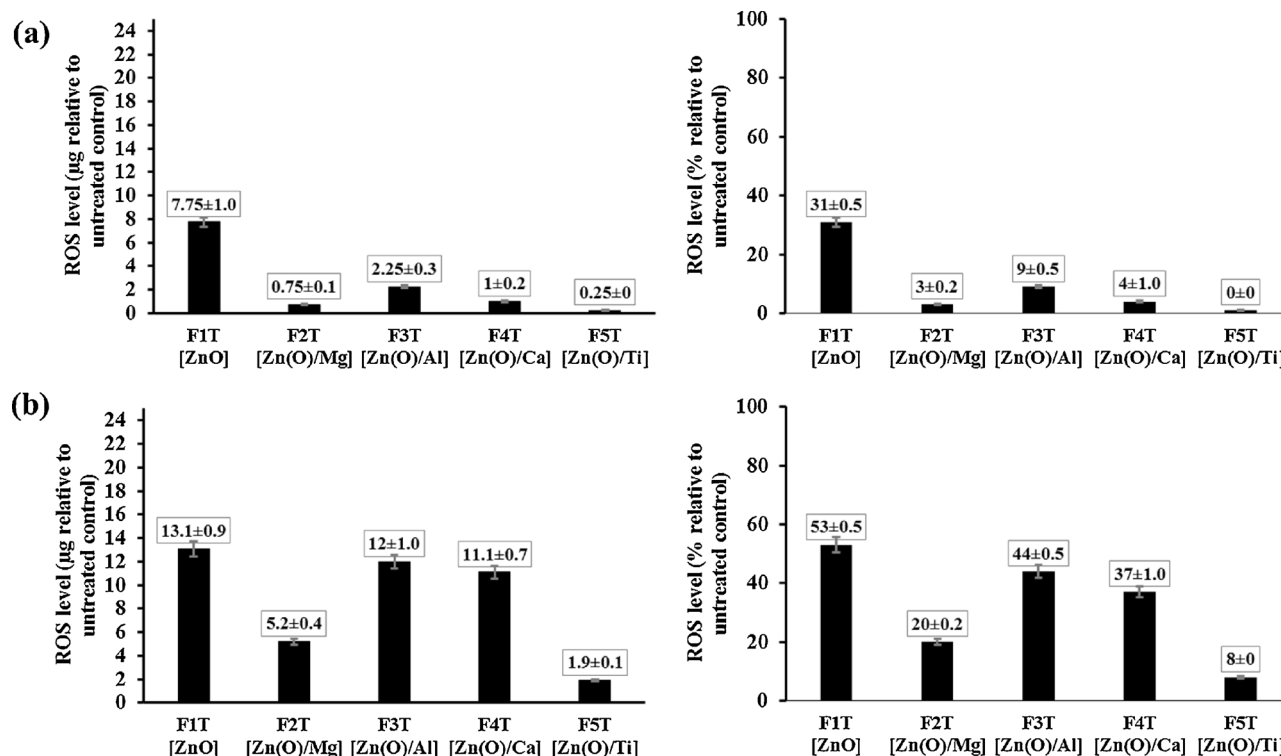 (a)
ROS level (µg relative to
untreated control)
24
22
20
18
16
14
12
10
8
6
4
2
0
7.75±1.0
0.75±0.1
2.25±0.3
1±0.2
0.25±0
F1T
[ZnO]
F2T
[Zn(O)/Mg]
F3T
[Zn(O)/Al]
F4T
[Zn(O)/Ca]
F5T
[Zn(O)/Ti]
ROS level (% relative to
untreated control)
100
80
60
40
20
0
31±0.5
3±0.2
9±0.5
4±1.0
0±0
F1T
[ZnO]
F2T
[Zn(O)/Mg]
F3T
[Zn(O)/Al]
F4T
[Zn(O)/Ca]
F5T
[Zn(O)/Ti]
(b)
ROS level (µg relative to
untreated control)
24
22
20
18
16
14
12
10
8
6
4
2
0
13.1±0.9
5.2±0.4
12±1.0
11.1±0.7
1.9±0.1
F1T
[ZnO]
F2T
[Zn(O)/Mg]
F3T
[Zn(O)/Al]
F4T
[Zn(O)/Ca]
F5T
[Zn(O)/Ti]
ROS level (% relative to
untreated control)
100
80
60
40
20
0
53±0.5
20±0.2
44±0.5
37±1.0
8±0
F1T
[ZnO]
F2T
[Zn(O)/Mg]
F3T
[Zn(O)/Al]
F4T
[Zn(O)/Ca]
F5T
[Zn(O)/Ti]